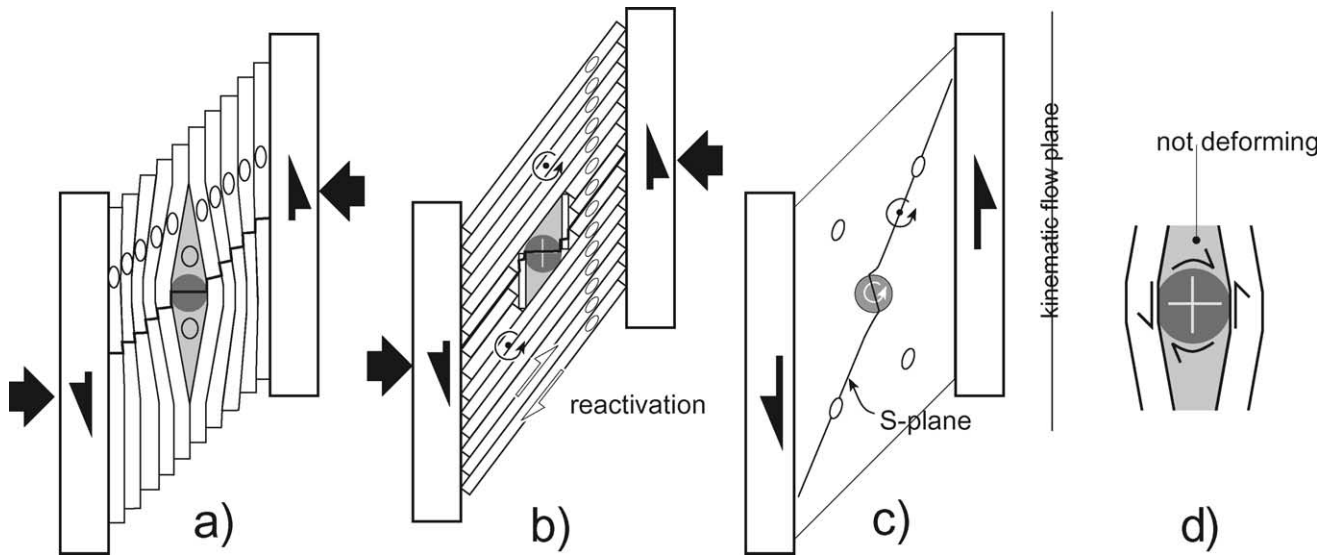 kinematic flow plane
not deforming
reactivation
S-plane
a)
b)
c)
d)